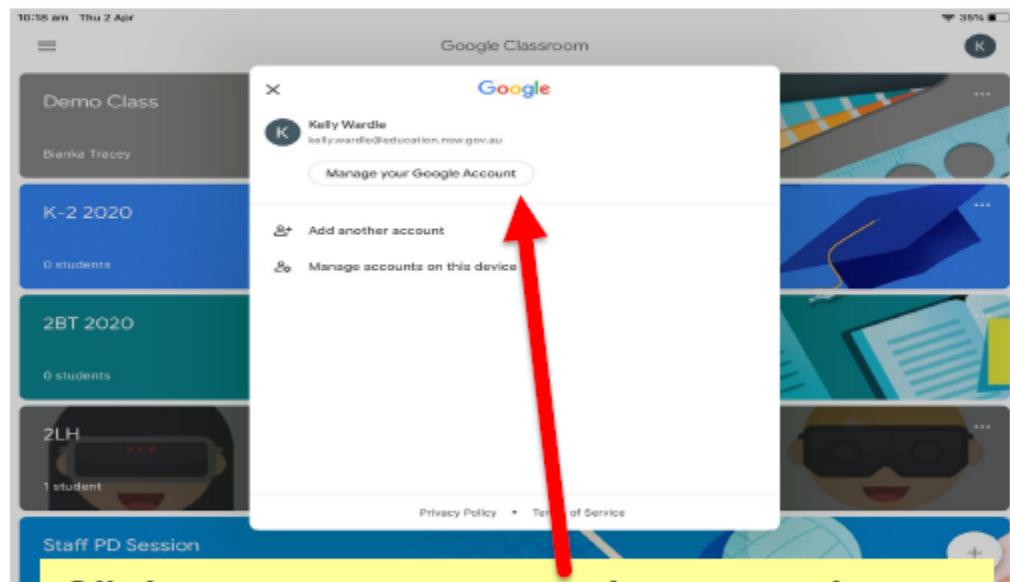 10:18 am Thu 2 Apr 35%
Google Classroom K
Demo Class
Bianka Tracey
Google
K Kelly Wardle
kelly.wardle@education.nsw.gov.au
Manage your Google Account
K-2 2020
0 students
Add another account
Manage accounts on this device
2BT 2020
0 students
2LH
1 student
Privacy Policy • of Service
Staff PD Session